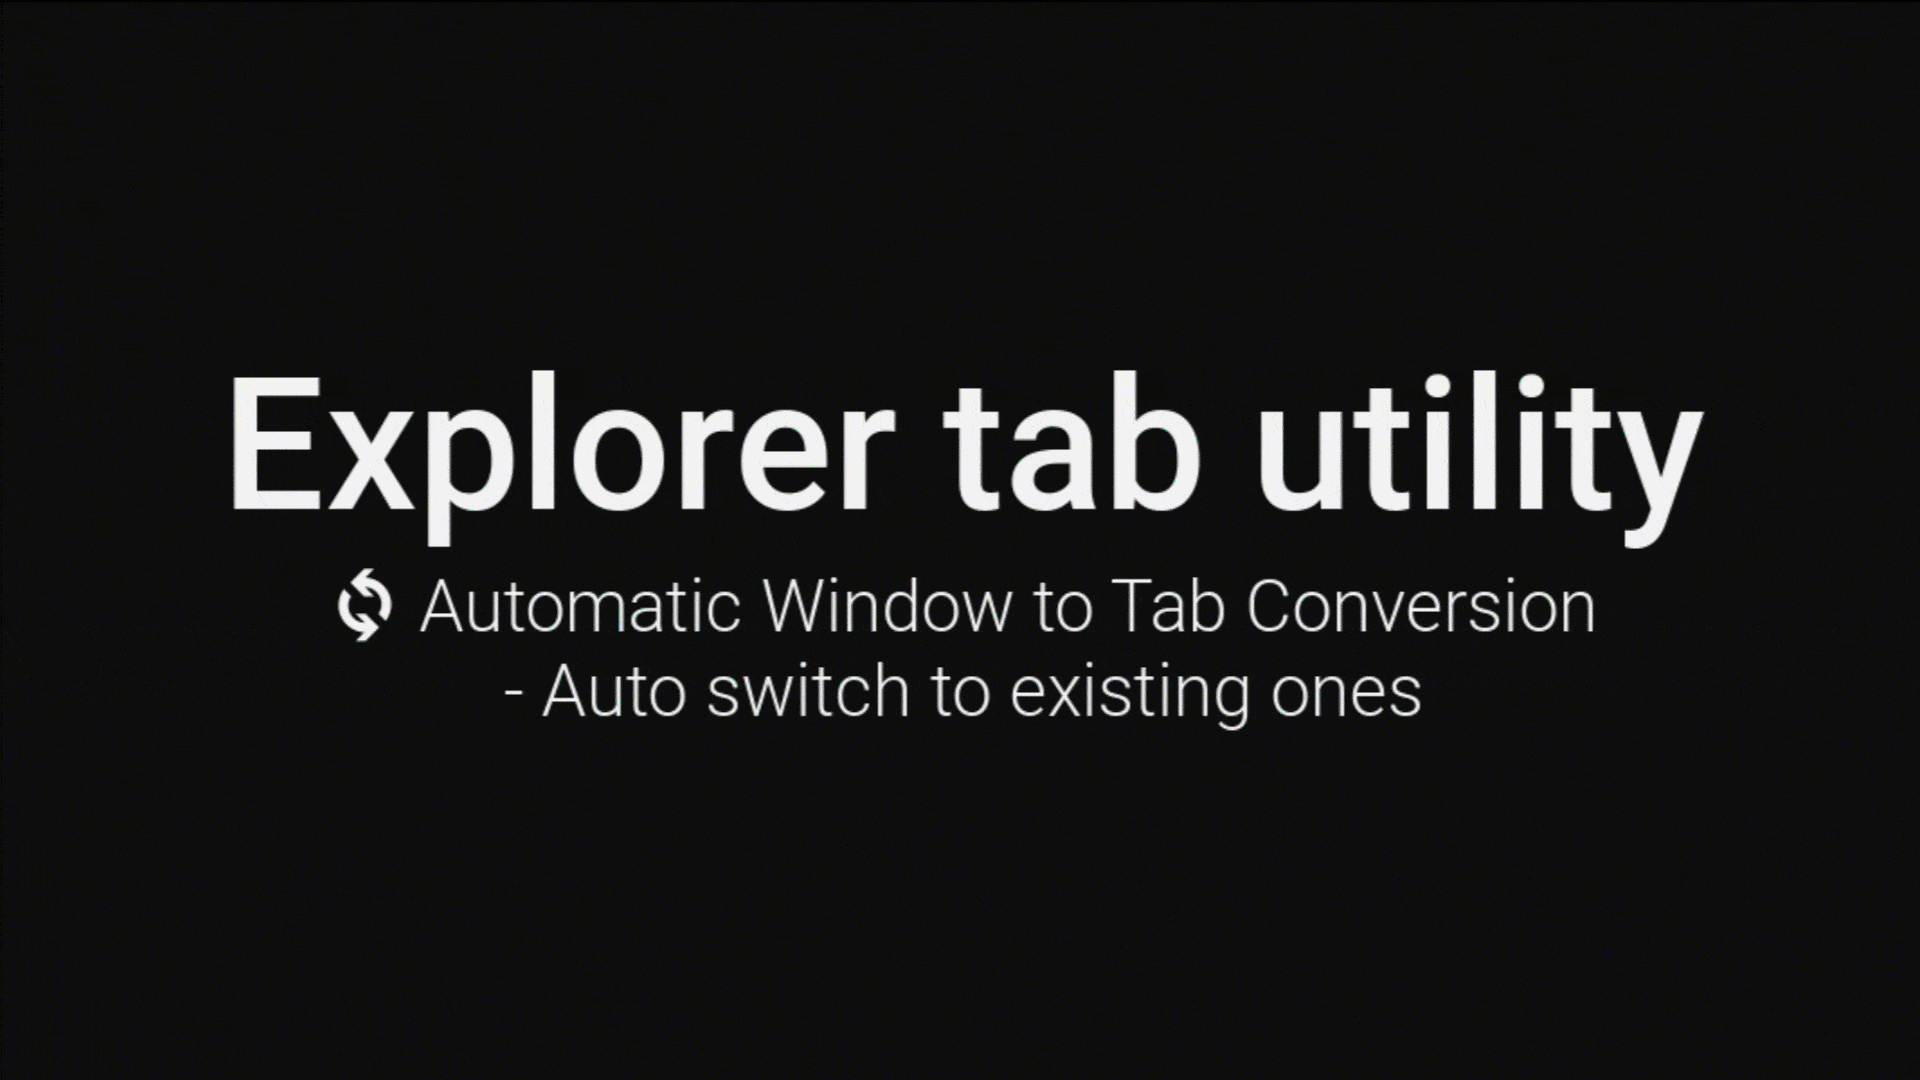 Explorer tab utility
Automatic Window to Tab Conversion
- Auto switch to existing ones